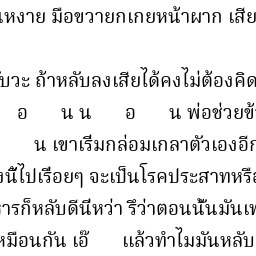 เหงาย มือขวายกเกยหน้าผาก เสีย
ับวะ ถ้าหลับลงเสียได้คงไม่ต้องคิด
อ น น อ น พ่อช่วยข้
น เขาเริ่มกล่อมเกลาตัวเองอีก
งนี้ไปเรื่อยๆ จะเป็นโรคประสาทหรือ
ารก็หลับดีนี่หว่า รึว่าตอนนั้นมันเพ
หมือนกัน เอ๊ แล้วทำไมมันหลับ